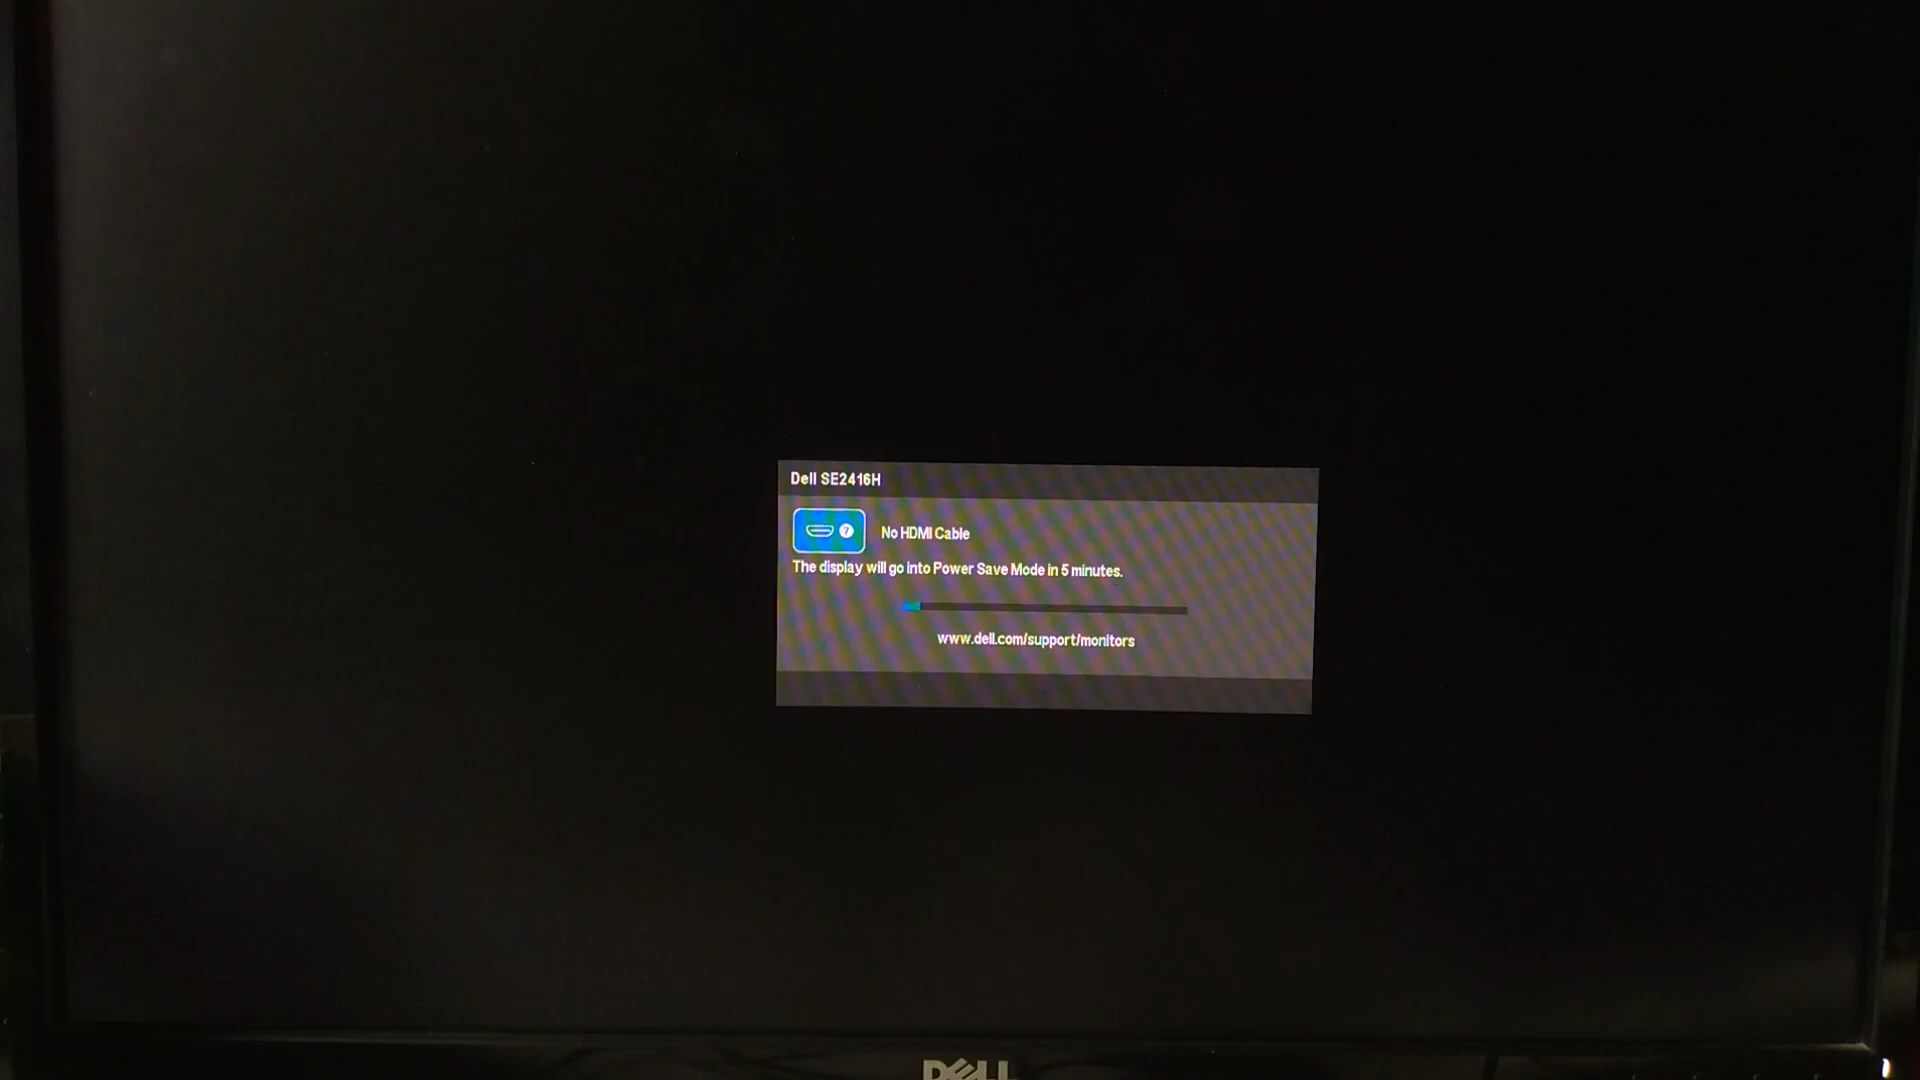 Dell SE2416H
No HDMI Cable
The display will go into Power Save Mode in 5 minutes.
www.dell.com/support/monitors
DELL